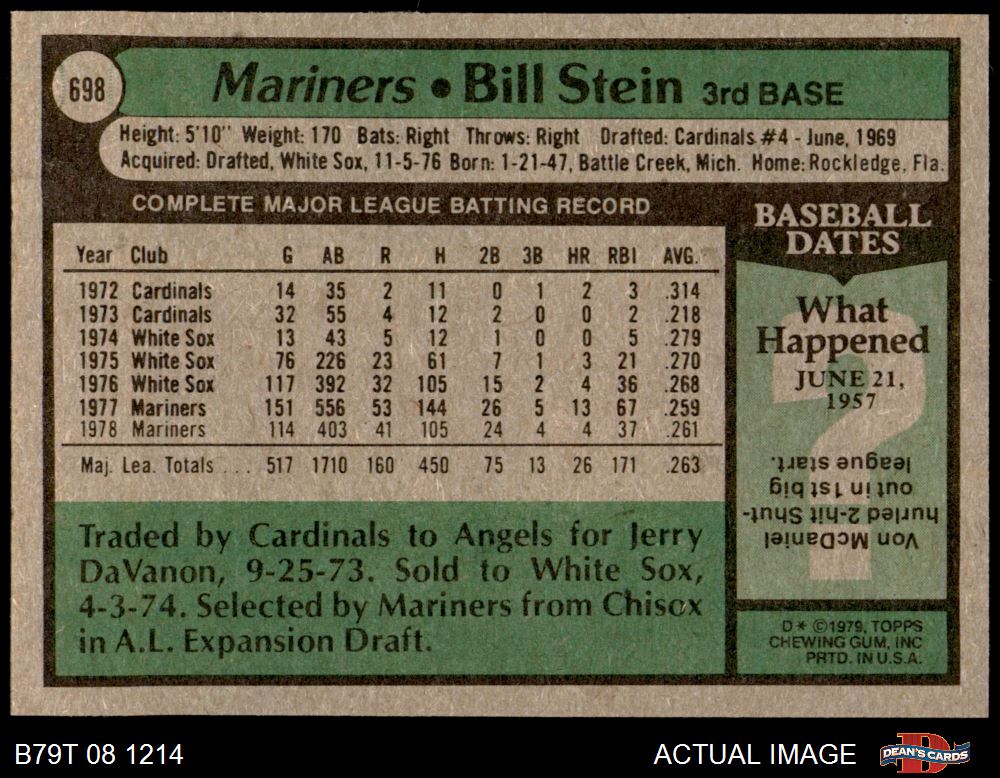 698
Mariners • Bill Stein 3rd BASE
Height: 5'10" Weight: 170 Bats: Right Throws: Right Drafted: Cardinals #4 - June, 1969
Acquired: Drafted, White Sox, 11-5-76 Born: 1-21-47, Battle Creek, Mich. Home: Rockledge, Fla.
COMPLETE MAJOR LEAGUE BATTING RECORD
Year Club G AB R H 2B 3B HR RBI AVG.
1972 Cardinals 14 35 2 11 0 1 2 3 .314
1973 Cardinals 32 55 4 12 2 0 0 2 .218
1974 White Sox 13 43 5 12 1 0 0 5 .279
1975 White Sox 76 226 23 61 7 1 3 21 .270
1976 White Sox 117 392 32 105 15 2 4 36 .268
1977 Mariners 151 556 53 144 26 5 13 67 .259
1978 Mariners 114 403 41 105 24 4 4 37 .261
Maj. Lea. Totals . . . 517 1710 160 450 75 13 26 171 .263
Traded by Cardinals to Angels for Jerry
DaVanon, 9-25-73. Sold to White Sox,
4-3-74. Selected by Mariners from Chisox
in A.L. Expansion Draft.
BASEBALL
DATES
?
What
Happened
JUNE 21,
1957
Von McDaniel
hurled 2-hit Shut-
out in 1st big
league start.
D* ©1979, TOPPS
CHEWING GUM, INC
PRTD. IN U.S.A.
B79T 08 1214
ACTUAL IMAGE
D
DEAN'S CARDS